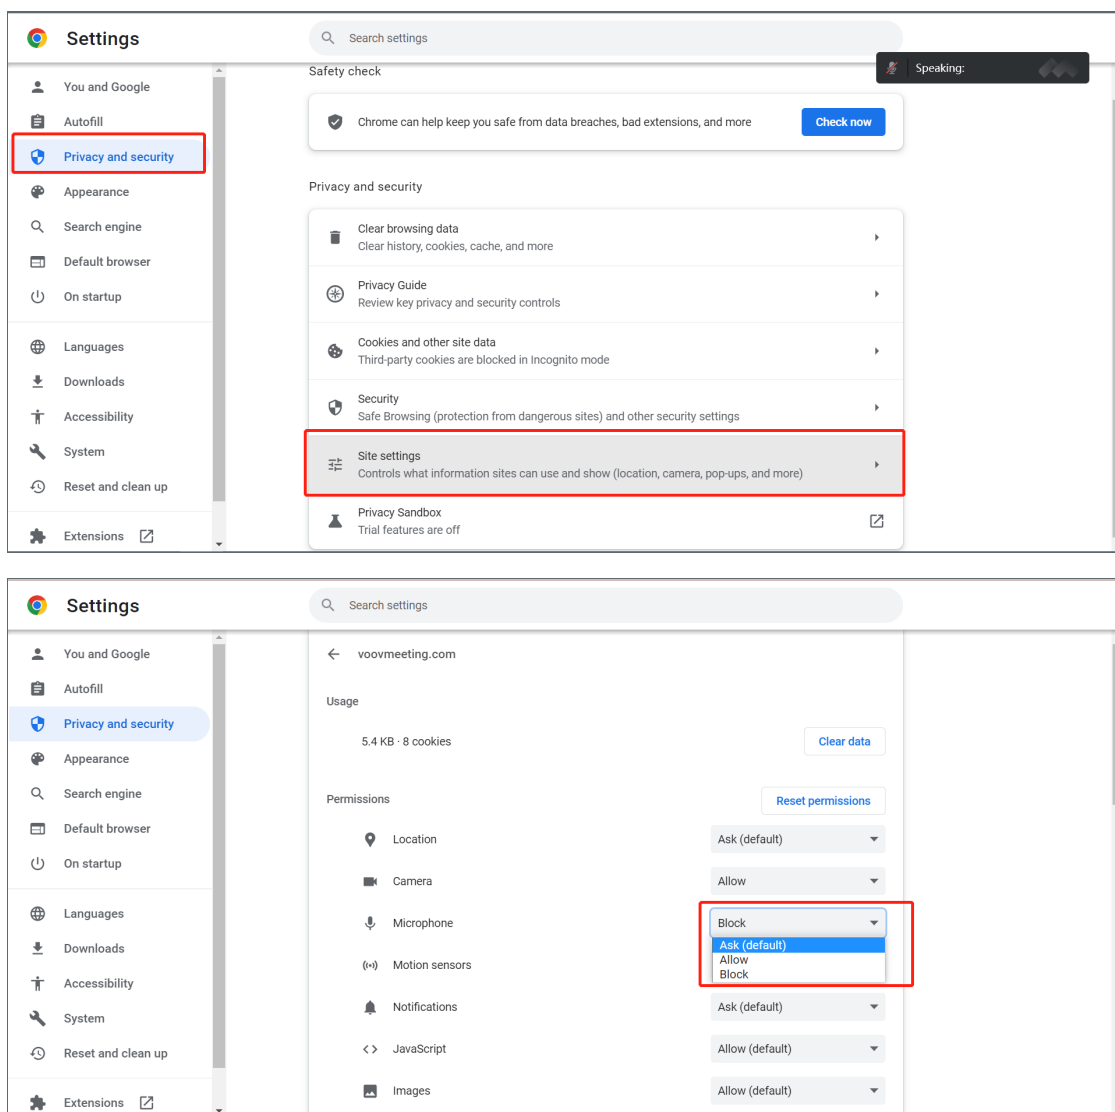 Settings
Search settings
Speaking:
You and Google
Autofill
Privacy and security
Appearance
Search engine
Default browser
On startup
Languages
Downloads
Accessibility
System
Reset and clean up
Extensions
Safety check
Chrome can help keep you safe from data breaches, bad extensions, and more
Check now
Privacy and security
Clear browsing data
Clear history, cookies, cache, and more
Privacy Guide
Review key privacy and security controls
Cookies and other site data
Third-party cookies are blocked in Incognito mode
Security
Safe Browsing (protection from dangerous sites) and other security settings
Site settings
Controls what information sites can use and show (location, camera, pop-ups, and more)
Privacy Sandbox
Trial features are off
Settings
Search settings
You and Google
Autofill
Privacy and security
Appearance
Search engine
Default browser
On startup
Languages
Downloads
Accessibility
System
Reset and clean up
Extensions
voovmeeting.com
Usage
5.4 KB · 8 cookies
Clear data
Permissions
Reset permissions
Location
Ask (default)
Camera
Allow
Microphone
Block
Ask (default)
Allow
Block
Motion sensors
Notifications
Ask (default)
JavaScript
Allow (default)
Images
Allow (default)